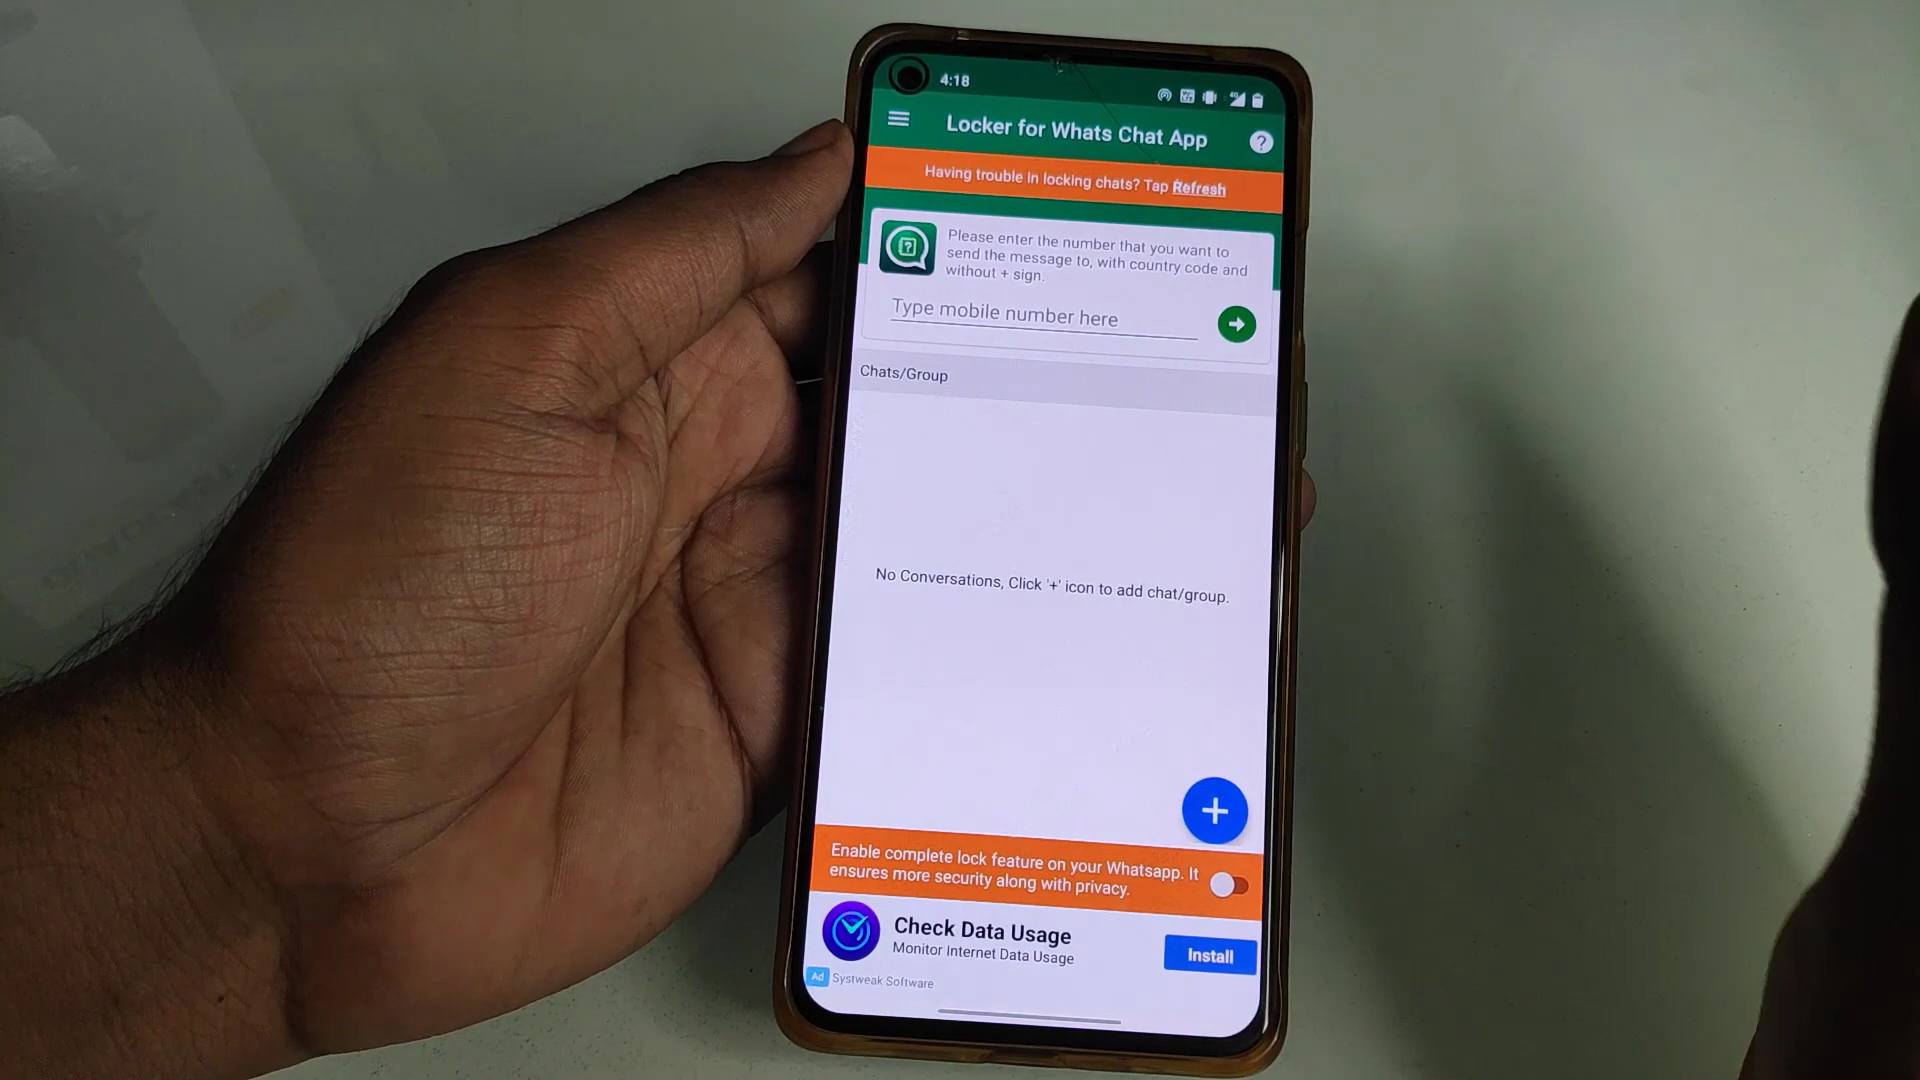 4:18
Locker for Whats Chat App
Having trouble in locking chats? Tap Refresh
Please enter the number that you want to
send the message to, with country code and
without + sign.
Type mobile number here
Chats/Group
No Conversations, Click '+' icon to add chat/group.
Enable complete lock feature on your Whatsapp. It
ensures more security along with privacy.
Check Data Usage
Monitor Internet Data Usage
Install
Ad Systweak Software